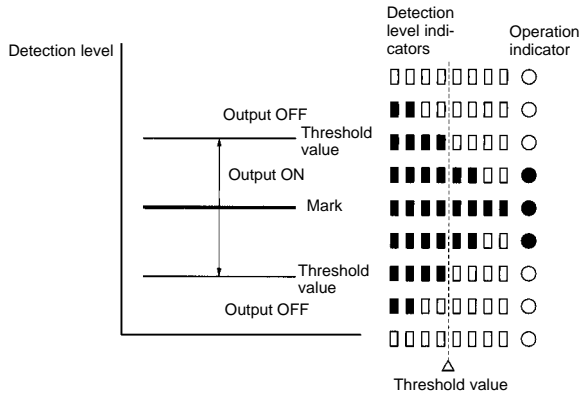 Detection level
Detection
level indi-
cators
Operation
indicator
Output OFF
Threshold
value
Output ON
Mark
Threshold
value
Output OFF
Threshold value